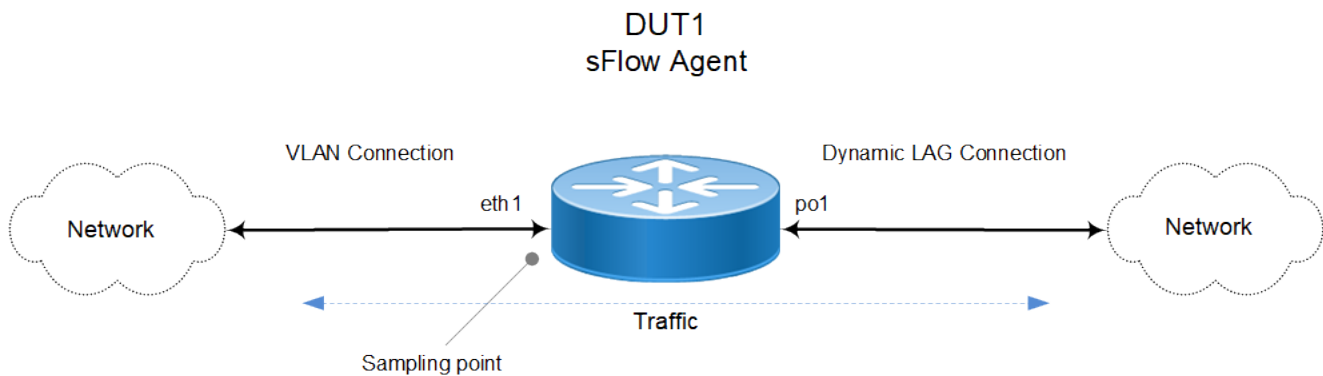 DUT1
sFlow Agent
VLAN Connection
Dynamic LAG Connection
eth1
po1
Network
Network
Traffic
Sampling point